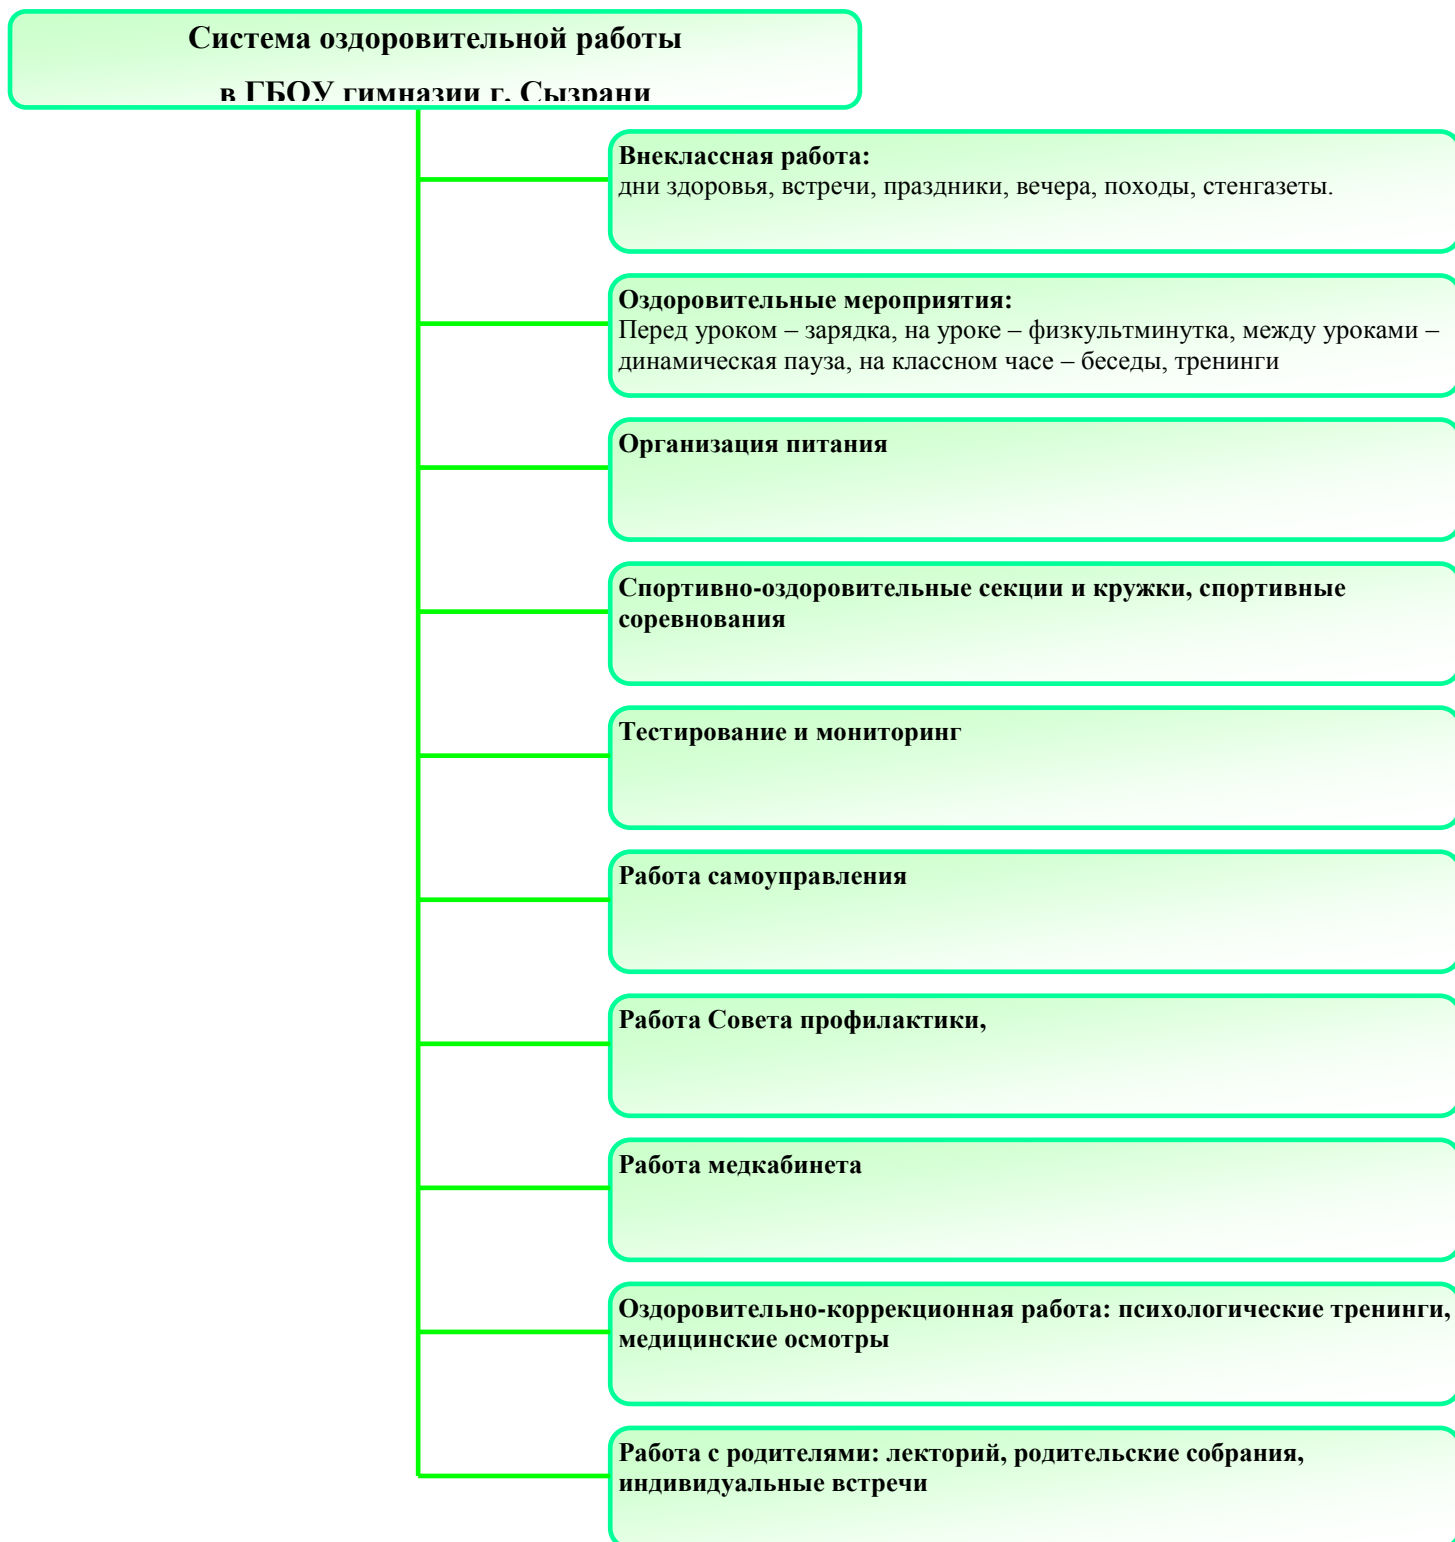 Система оздоровительной работы
в ГБОУ гимназии г. Сызрани
Внеклассная работа:
дни здоровья, встречи, праздники, вечера, походы, стенгазеты.
Оздоровительные мероприятия:
Перед уроком – зарядка, на уроке – физкультминутка, между уроками –
динамическая пауза, на классном часе – беседы, тренинги
Организация питания
Спортивно-оздоровительные секции и кружки, спортивные
соревнования
Тестирование и мониторинг
Работа самоуправления
Работа Совета профилактики,
Работа медкабинета
Оздоровительно-коррекционная работа: психологические тренинги,
медицинские осмотры
Работа с родителями: лекторий, родительские собрания,
индивидуальные встречи